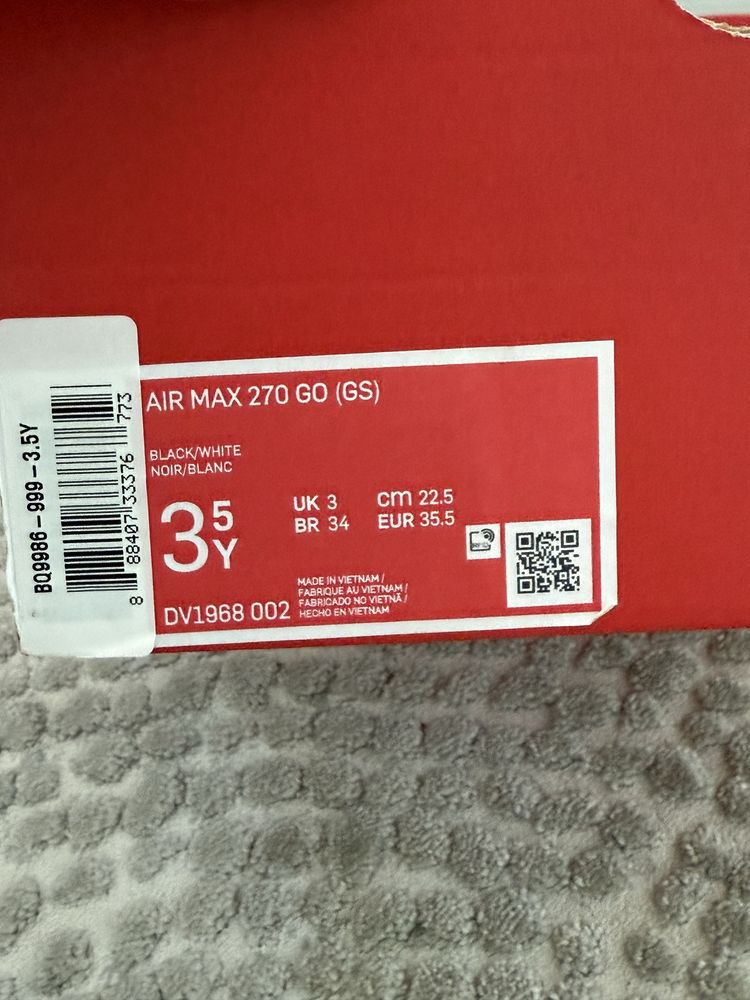 BQ9986-999-3.5Y
8 88407 33376 773
AIR MAX 270 GO (GS)
BLACK/WHITE
NOIR/BLANC
3 5 Y
UK 3 cm 22.5
BR 34 EUR 35.5
RFID
DV1968 002
MADE IN VIETNAM /
FABRIQUE AU VIETNAM /
FABRICADO NO VIETNÃ /
HECHO EN VIETNAM